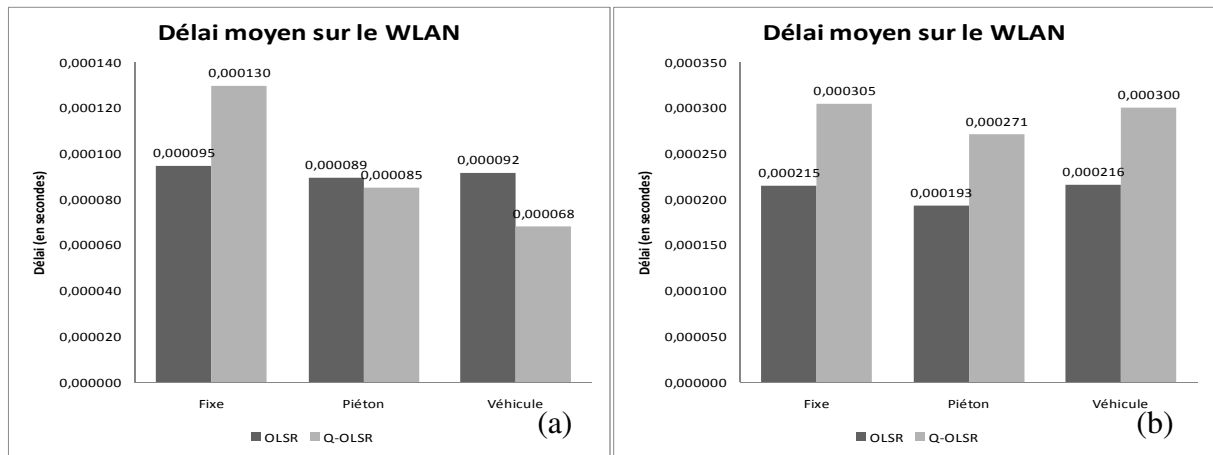 Délai moyen sur le WLAN
Délai (en secondes)
0,000140
0,000120
0,000100
0,000080
0,000060
0,000040
0,000020
0,000000
0,000095
0,000130
0,000089
0,000085
0,000092
0,000068
Fixe
Piéton
Véhicule
OLSR
Q-OLSR
(a)
Délai moyen sur le WLAN
Délai (en secondes)
0,000350
0,000300
0,000250
0,000200
0,000150
0,000100
0,000050
0,000000
0,000215
0,000305
0,000193
0,000271
0,000216
0,000300
Fixe
Piéton
Véhicule
OLSR
Q-OLSR
(b)